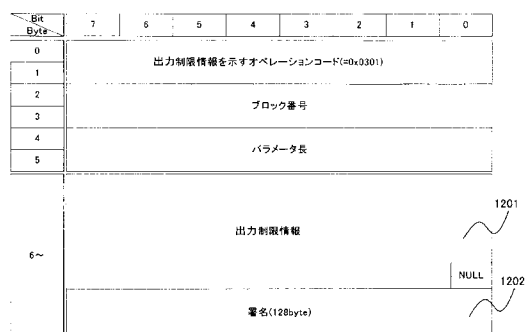 Bit
Byte
7 6 5 4 3 2 1 0
0
出力制限情報を示すオペレーションコード(=0x0301)
1
2
ブロック番号
3
4
パラメータ長
5
1201
出力制限情報
6~
NULL
1202
署名(128byte)